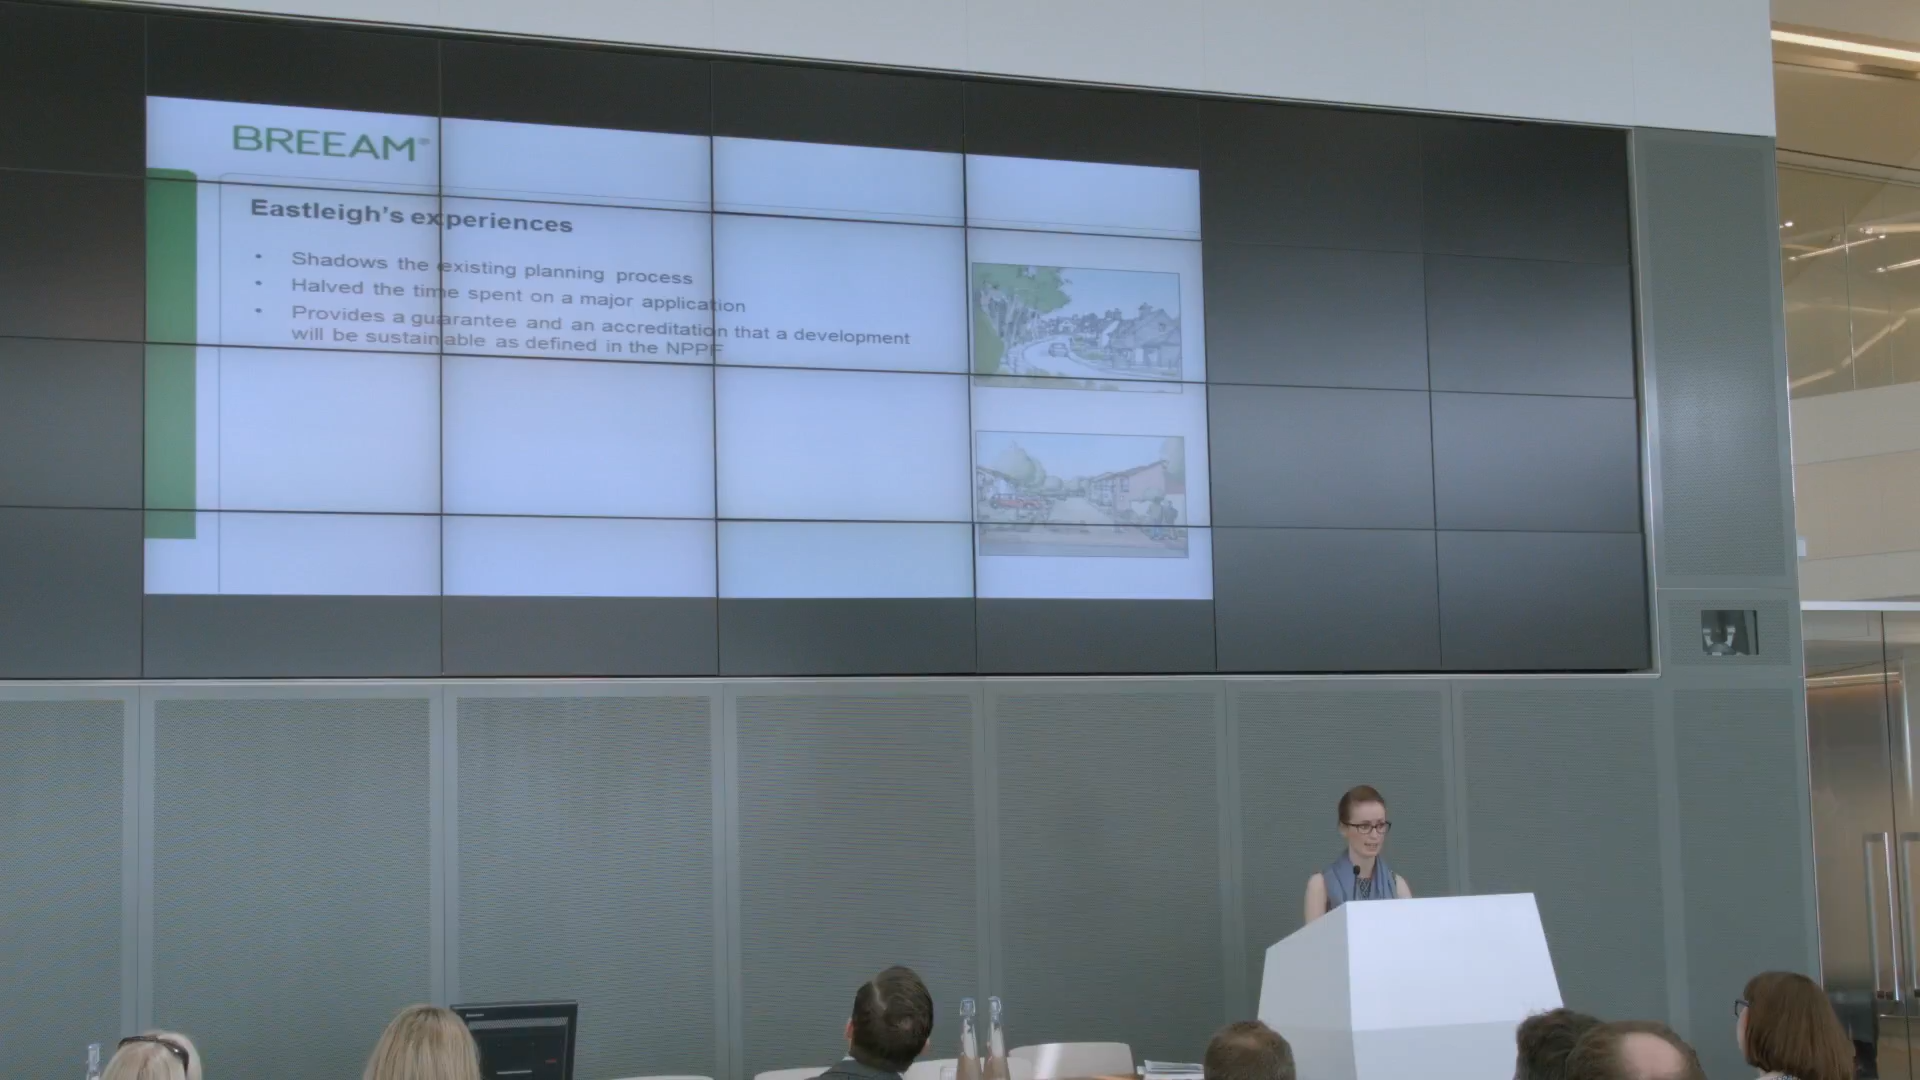 BREEAM®
Eastleigh's experiences
• Shadows the existing planning process
• Halved the time spent on a major application
• Provides a guarantee and an accreditation that a development
will be sustainable as defined in the NPPF